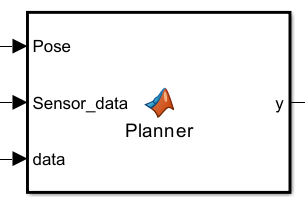 Pose
Sensor_data
y
Planner
data